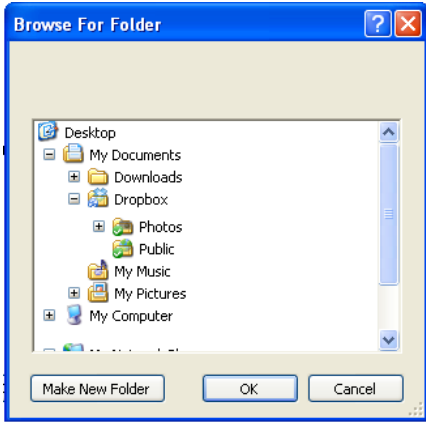 Browse For Folder
Desktop
My Documents
Downloads
Dropbox
Photos
Public
My Music
My Pictures
My Computer
Make New Folder
OK
Cancel